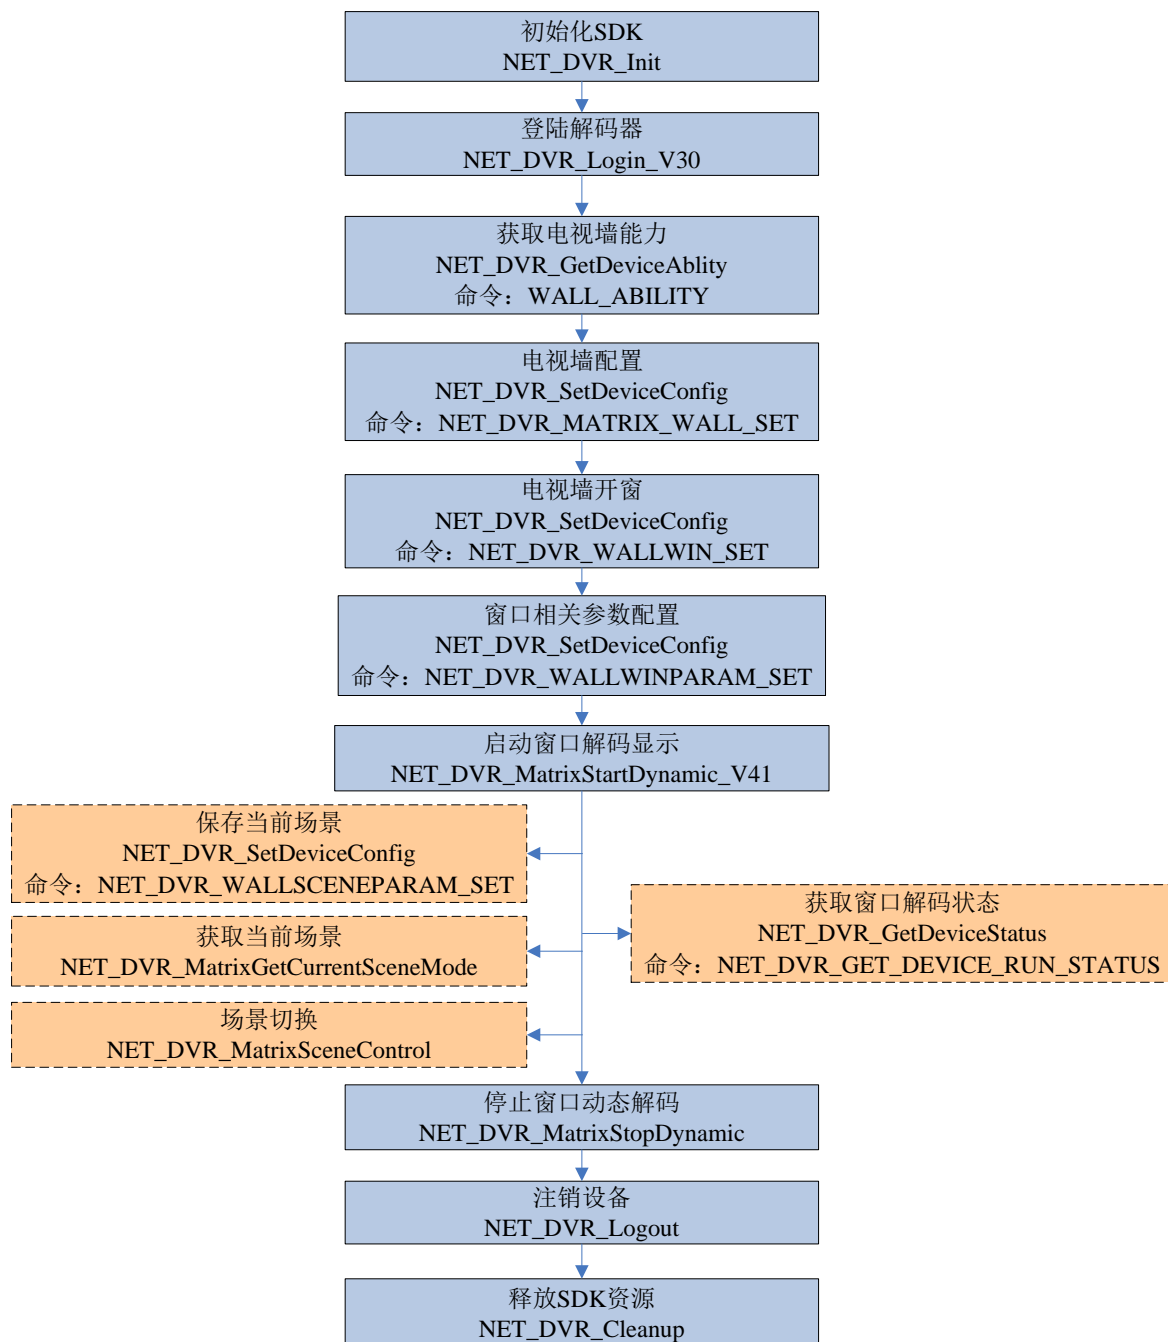 初始化SDK
NET_DVR_Init
登陆解码器
NET_DVR_Login_V30
获取电视墙能力
NET_DVR_GetDeviceAblity
命令：WALL_ABILITY
电视墙配置
NET_DVR_SetDeviceConfig
命令：NET_DVR_MATRIX_WALL_SET
电视墙开窗
NET_DVR_SetDeviceConfig
命令：NET_DVR_WALLWIN_SET
窗口相关参数配置
NET_DVR_SetDeviceConfig
命令：NET_DVR_WALLWINPARAM_SET
启动窗口解码显示
NET_DVR_MatrixStartDynamic_V41
保存当前场景
NET_DVR_SetDeviceConfig
命令：NET_DVR_WALLSCENEPARAM_SET
获取窗口解码状态
NET_DVR_GetDeviceStatus
命令：NET_DVR_GET_DEVICE_RUN_STATUS
获取当前场景
NET_DVR_MatrixGetCurrentSceneMode
场景切换
NET_DVR_MatrixSceneControl
停止窗口动态解码
NET_DVR_MatrixStopDynamic
注销设备
NET_DVR_Logout
释放SDK资源
NET_DVR_Cleanup